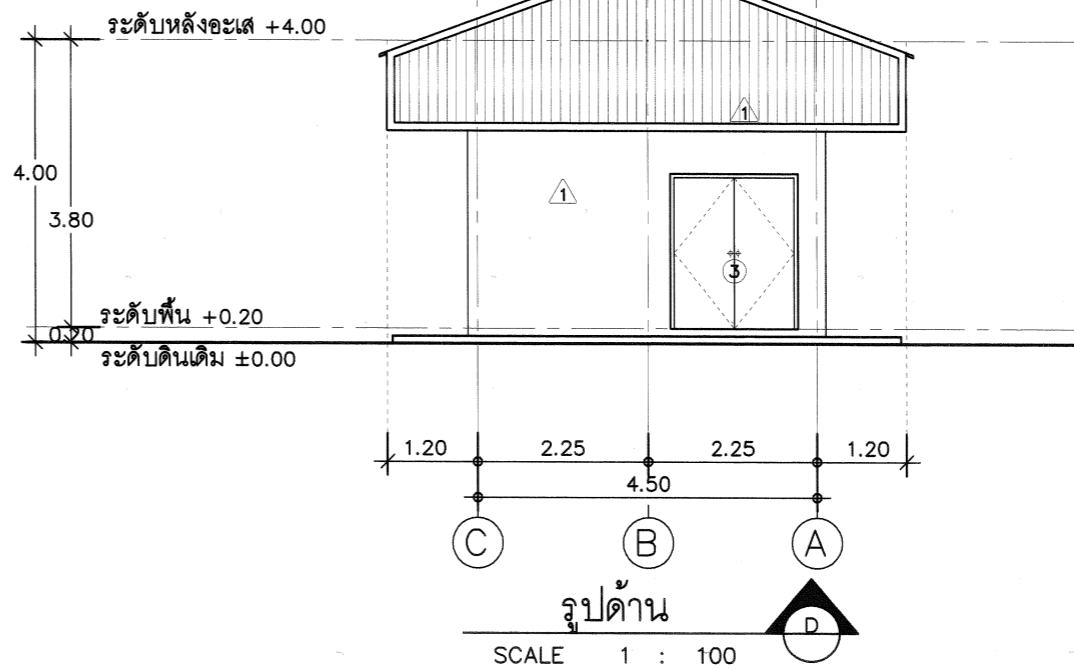 ระดับหลังอะเส +4.00
1
4.00
1
3.80
3
ระดับพื้น +0.20
0.20
ระดับดินเดิม ±0.00
1.20 2.25 2.25 1.20
4.50
C B A
รูปด้าน
D
SCALE 1 : 100